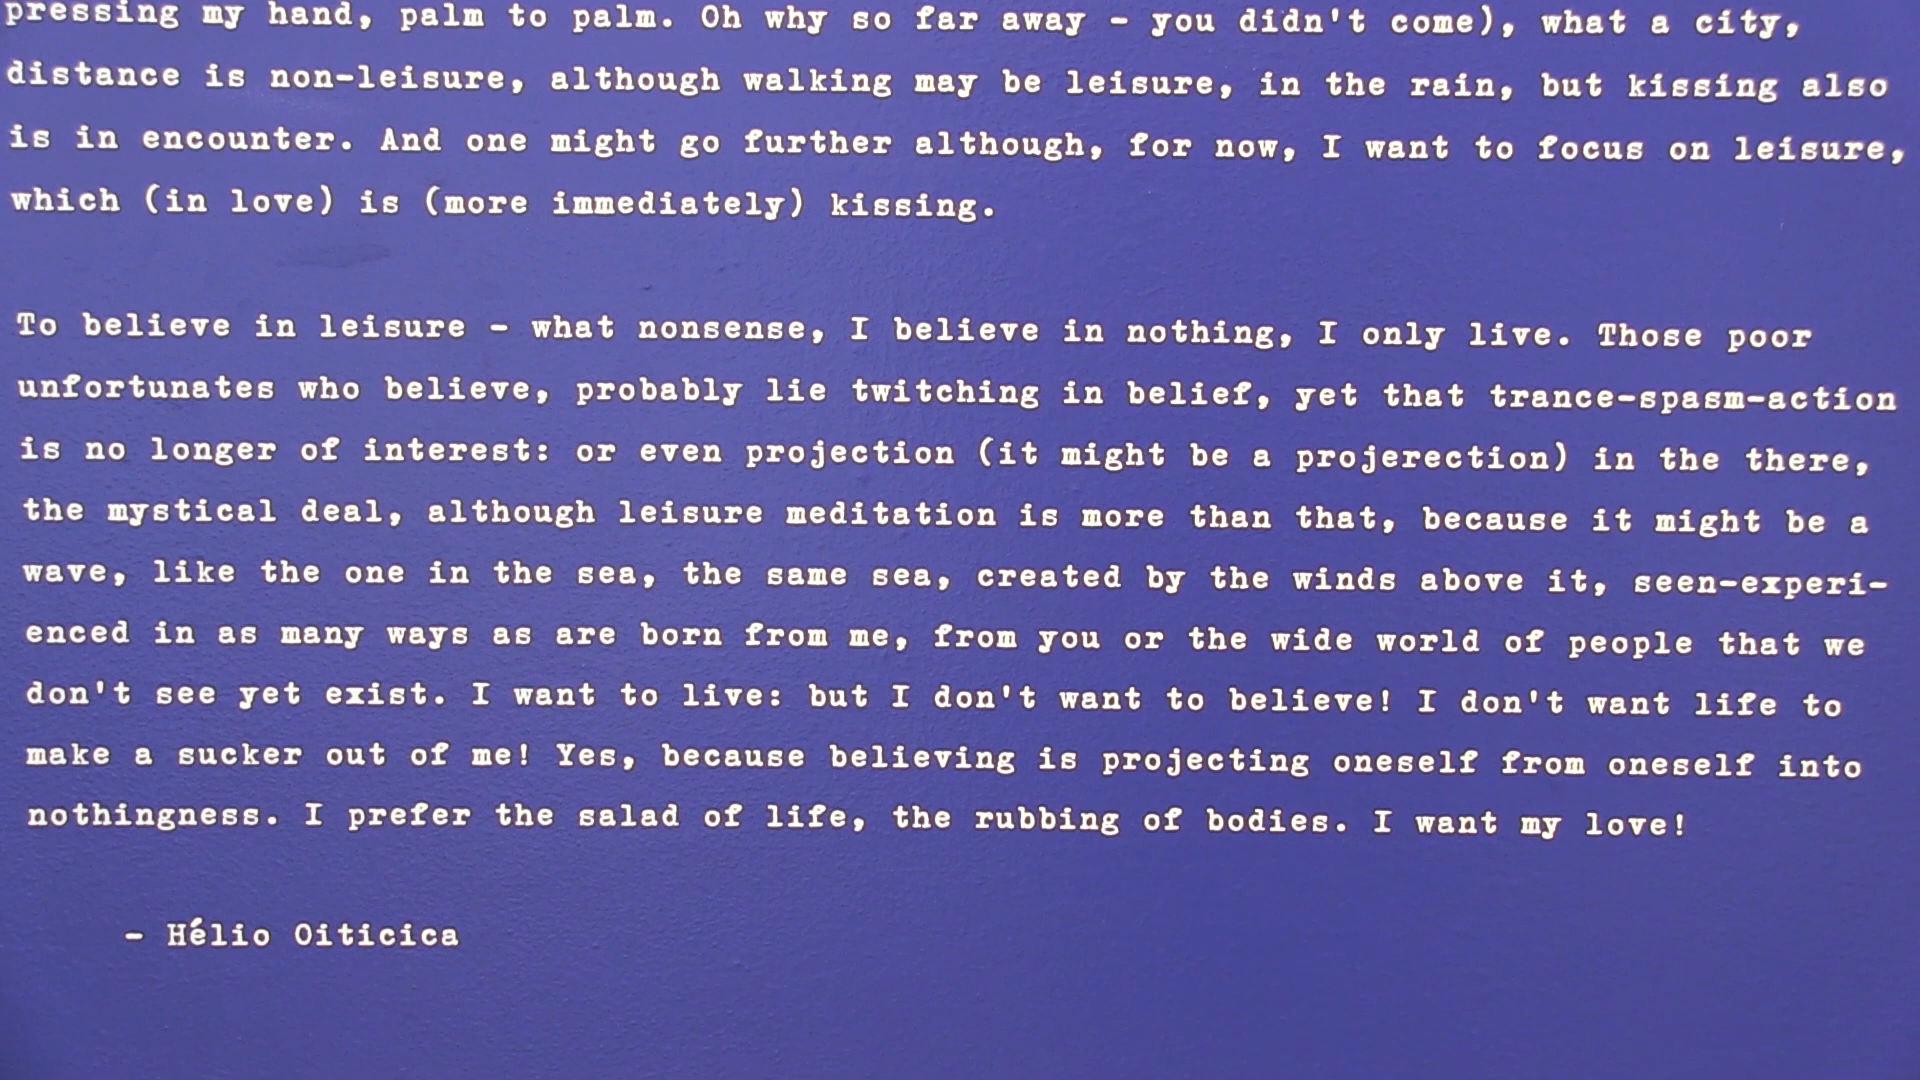 pressing my hand, palm to palm. Oh why so far away - you didn't come), what a city,
distance is non-leisure, although walking may be leisure, in the rain, but kissing also
is in encounter. And one might go further although, for now, I want to focus on leisure,
which (in love) is (more immediately) kissing.
To believe in leisure - what nonsense, I believe in nothing, I only live. Those poor
unfortunates who believe, probably lie twitching in belief, yet that trance-spasm-action
is no longer of interest: or even projection (it might be a projerection) in the there,
the mystical deal, although leisure meditation is more than that, because it might be a
wave, like the one in the sea, the same sea, created by the winds above it, seen-experi-
enced in as many ways as are born from me, from you or the wide world of people that we
don't see yet exist. I want to live: but I don't want to believe! I don't want life to
make a sucker out of me! Yes, because believing is projecting oneself from oneself into
nothingness. I prefer the salad of life, the rubbing of bodies. I want my love!
- Hélio Oiticica